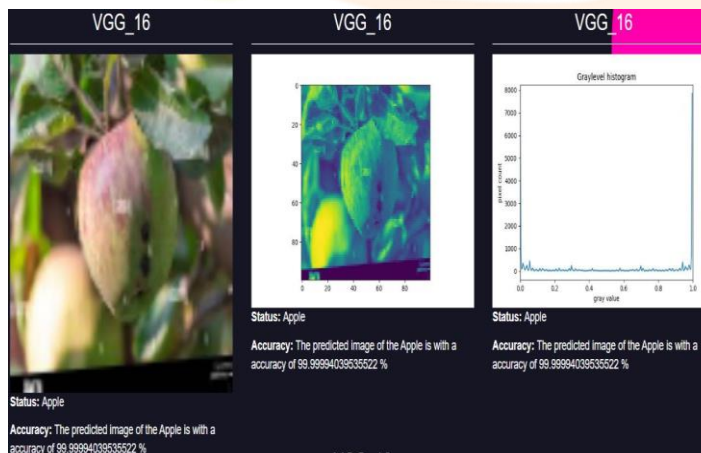 VGG_16
Status: Apple
Accuracy: The predicted image of the Apple is with a
accuracy of 99.99994039535522 %
VGG_16
0
20
40
60
80
0 20 40 60 80
Status: Apple
Accuracy: The predicted image of the Apple is with a
accuracy of 99.99994039535522 %
VGG_16
Graylevel histogram
pixel count
8000
7000
6000
5000
4000
3000
2000
1000
0
0.0 0.2 0.4 0.6 0.8 1.0
gray value
Status: Apple
Accuracy: The predicted image of the Apple is with a
accuracy of 99.99994039535522 %